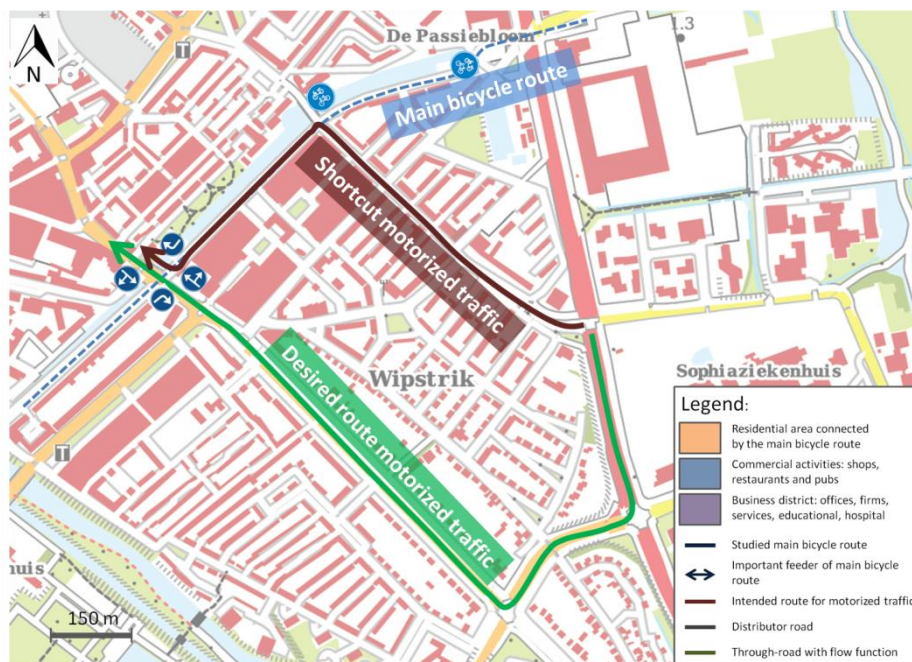 De Passiebloom
1.3
N
T
Main bicycle route
Shortcut motorized traffic
Desired route motorized traffic
Wipstrik
Sophiaziekenhuis
T
huis
150 m
Legend:
Residential area connected
by the main bicycle route
Commercial activities: shops,
restaurants and pubs
Business district: offices, firms,
services, educational, hospital
Studied main bicycle route
Important feeder of main bicycle
route
Intended route for motorized traffic
Distributor road
Through-road with flow function